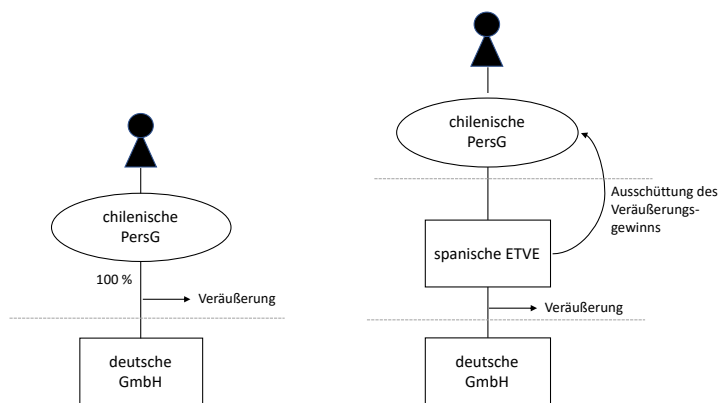 chilenische
PersG
100 %
Veräußerung
deutsche
GmbH
chilenische
PersG
Ausschüttung des
Veräußerungs-
gewinns
spanische ETVE
Veräußerung
deutsche
GmbH